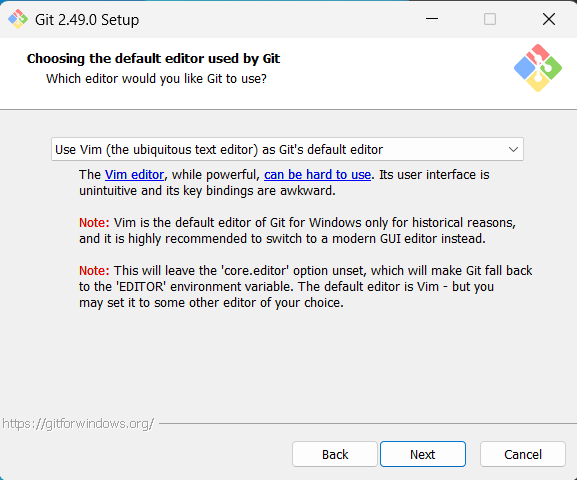 Git 2.49.0 Setup
Choosing the default editor used by Git
Which editor would you like Git to use?
Use Vim (the ubiquitous text editor) as Git's default editor
The Vim editor, while powerful, can be hard to use. Its user interface is
unintuitive and its key bindings are awkward.
Note: Vim is the default editor of Git for Windows only for historical reasons,
and it is highly recommended to switch to a modern GUI editor instead.
Note: This will leave the 'core.editor' option unset, which will make Git fall back
to the 'EDITOR' environment variable. The default editor is Vim - but you
may set it to some other editor of your choice.
https://gitforwindows.org/
Back Next Cancel